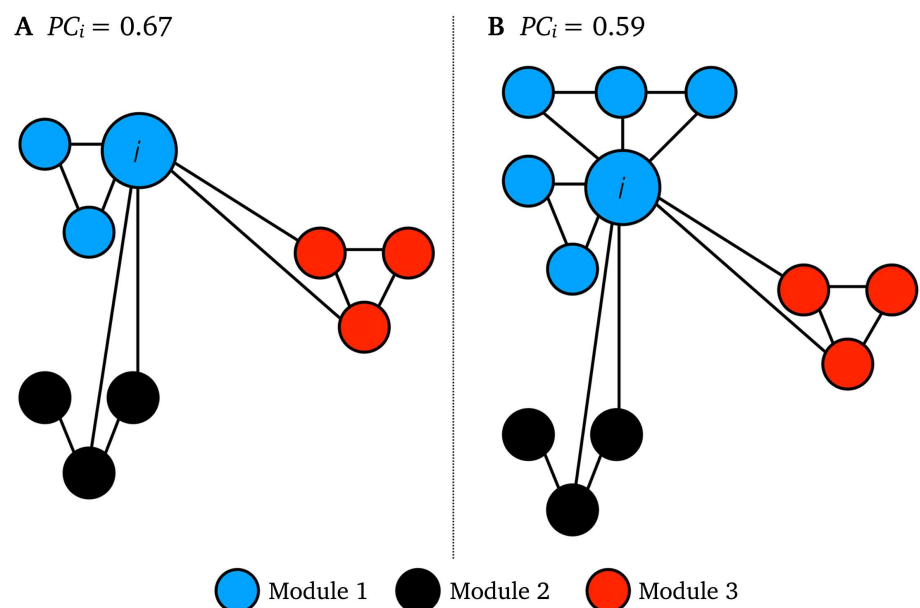 A PCi = 0.67
B PCi = 0.59
i
i
Module 1
Module 2
Module 3